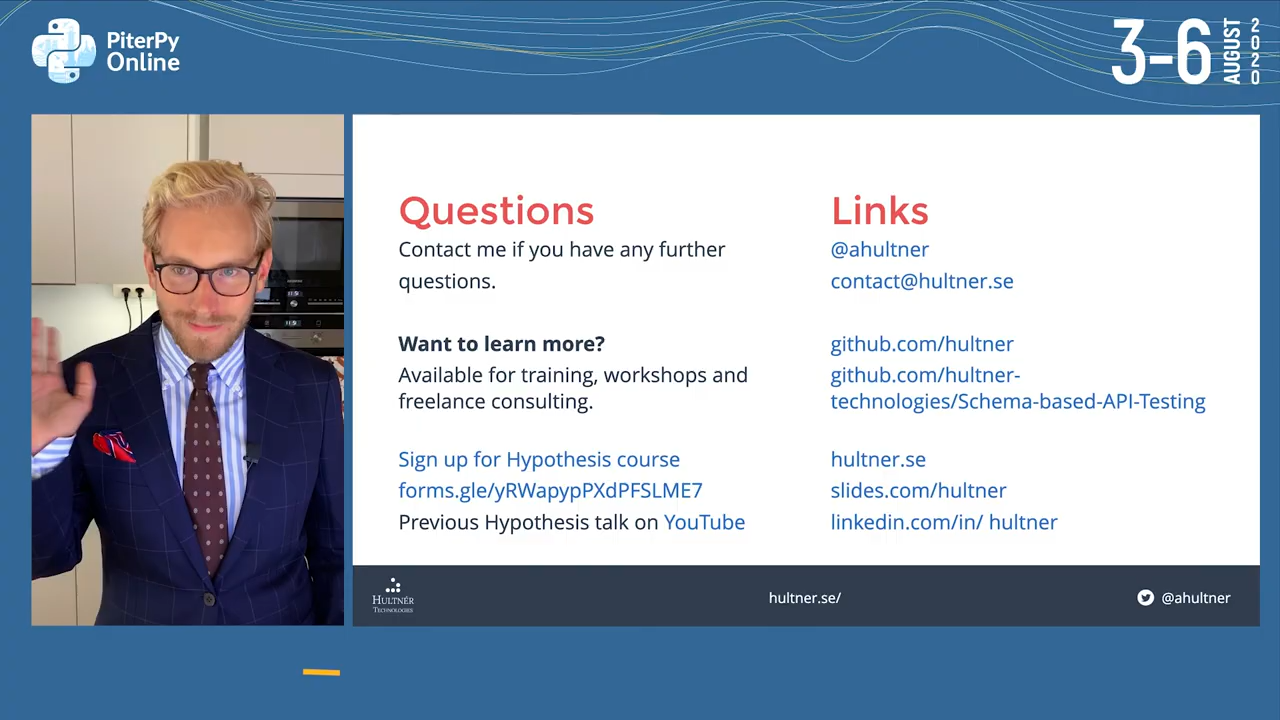 PiterPy
Online
3-6
AUGUST
2020
Questions
Contact me if you have any further
questions.
Want to learn more?
Available for training, workshops and
freelance consulting.
Sign up for Hypothesis course
forms.gle/yRWapypPXdPFSLME7
Previous Hypothesis talk on YouTube
Links
@ahultner
contact@hultner.se
github.com/hultner
github.com/hultner-
technologies/Schema-based-API-Testing
hultner.se
slides.com/hultner
linkedin.com/in/ hultner
HULTNÉR
TECHNOLOGIES
hultner.se/
@ahultner